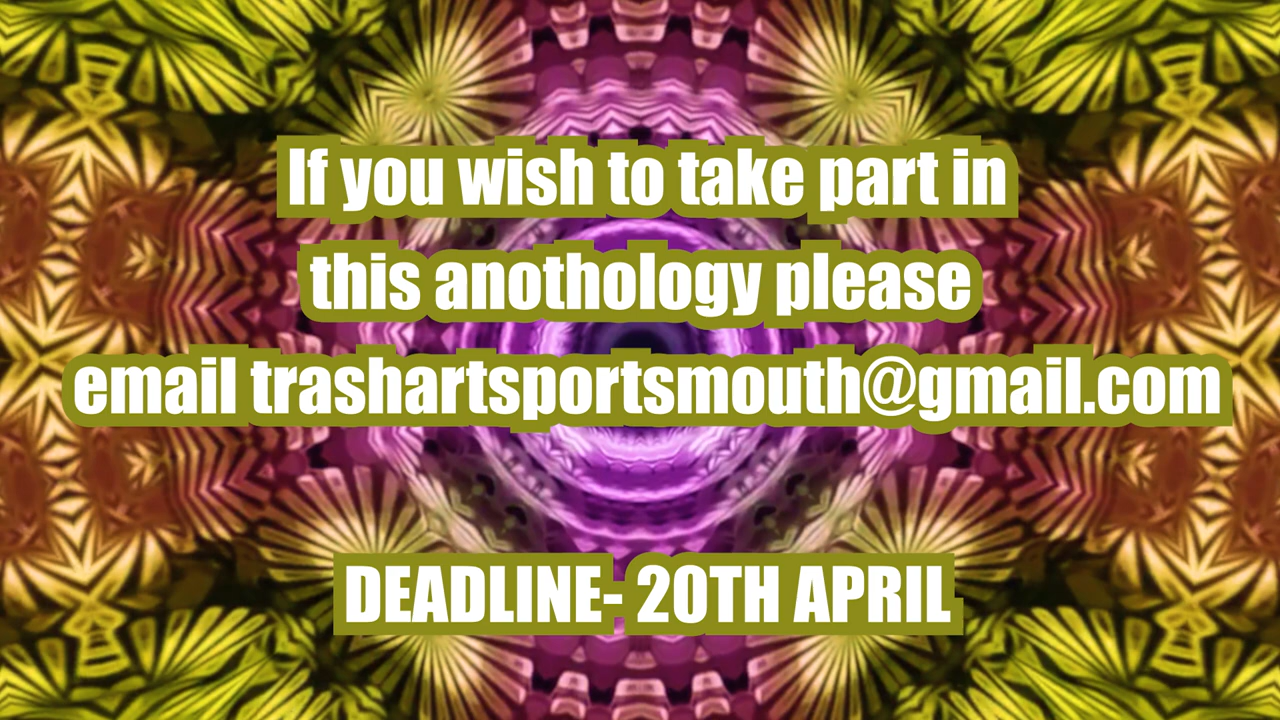 If you wish to take part in
this anothology please
email trashartsportsmouth@gmail.com
DEADLINE- 20TH APRIL